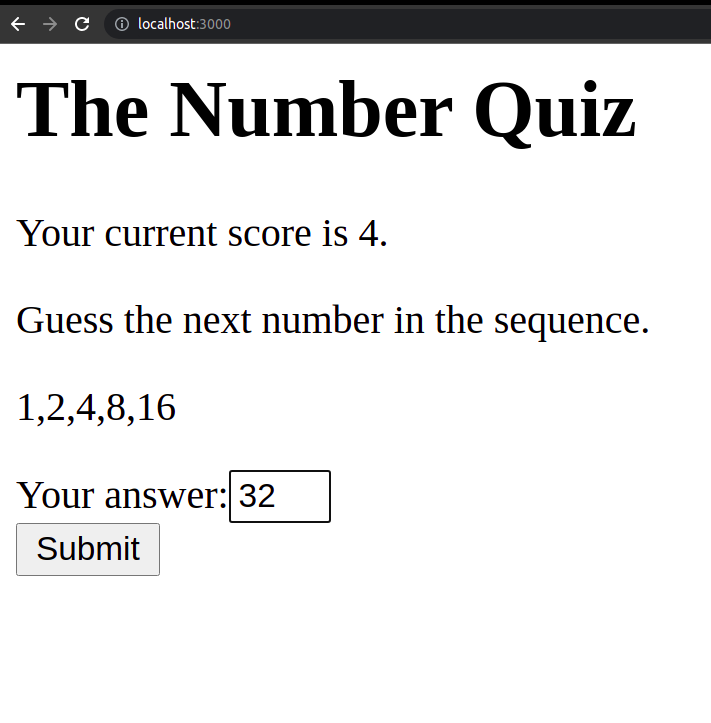 localhost:3000
The Number Quiz
Your current score is 4.
Guess the next number in the sequence.
1,2,4,8,16
Your answer: 32
Submit